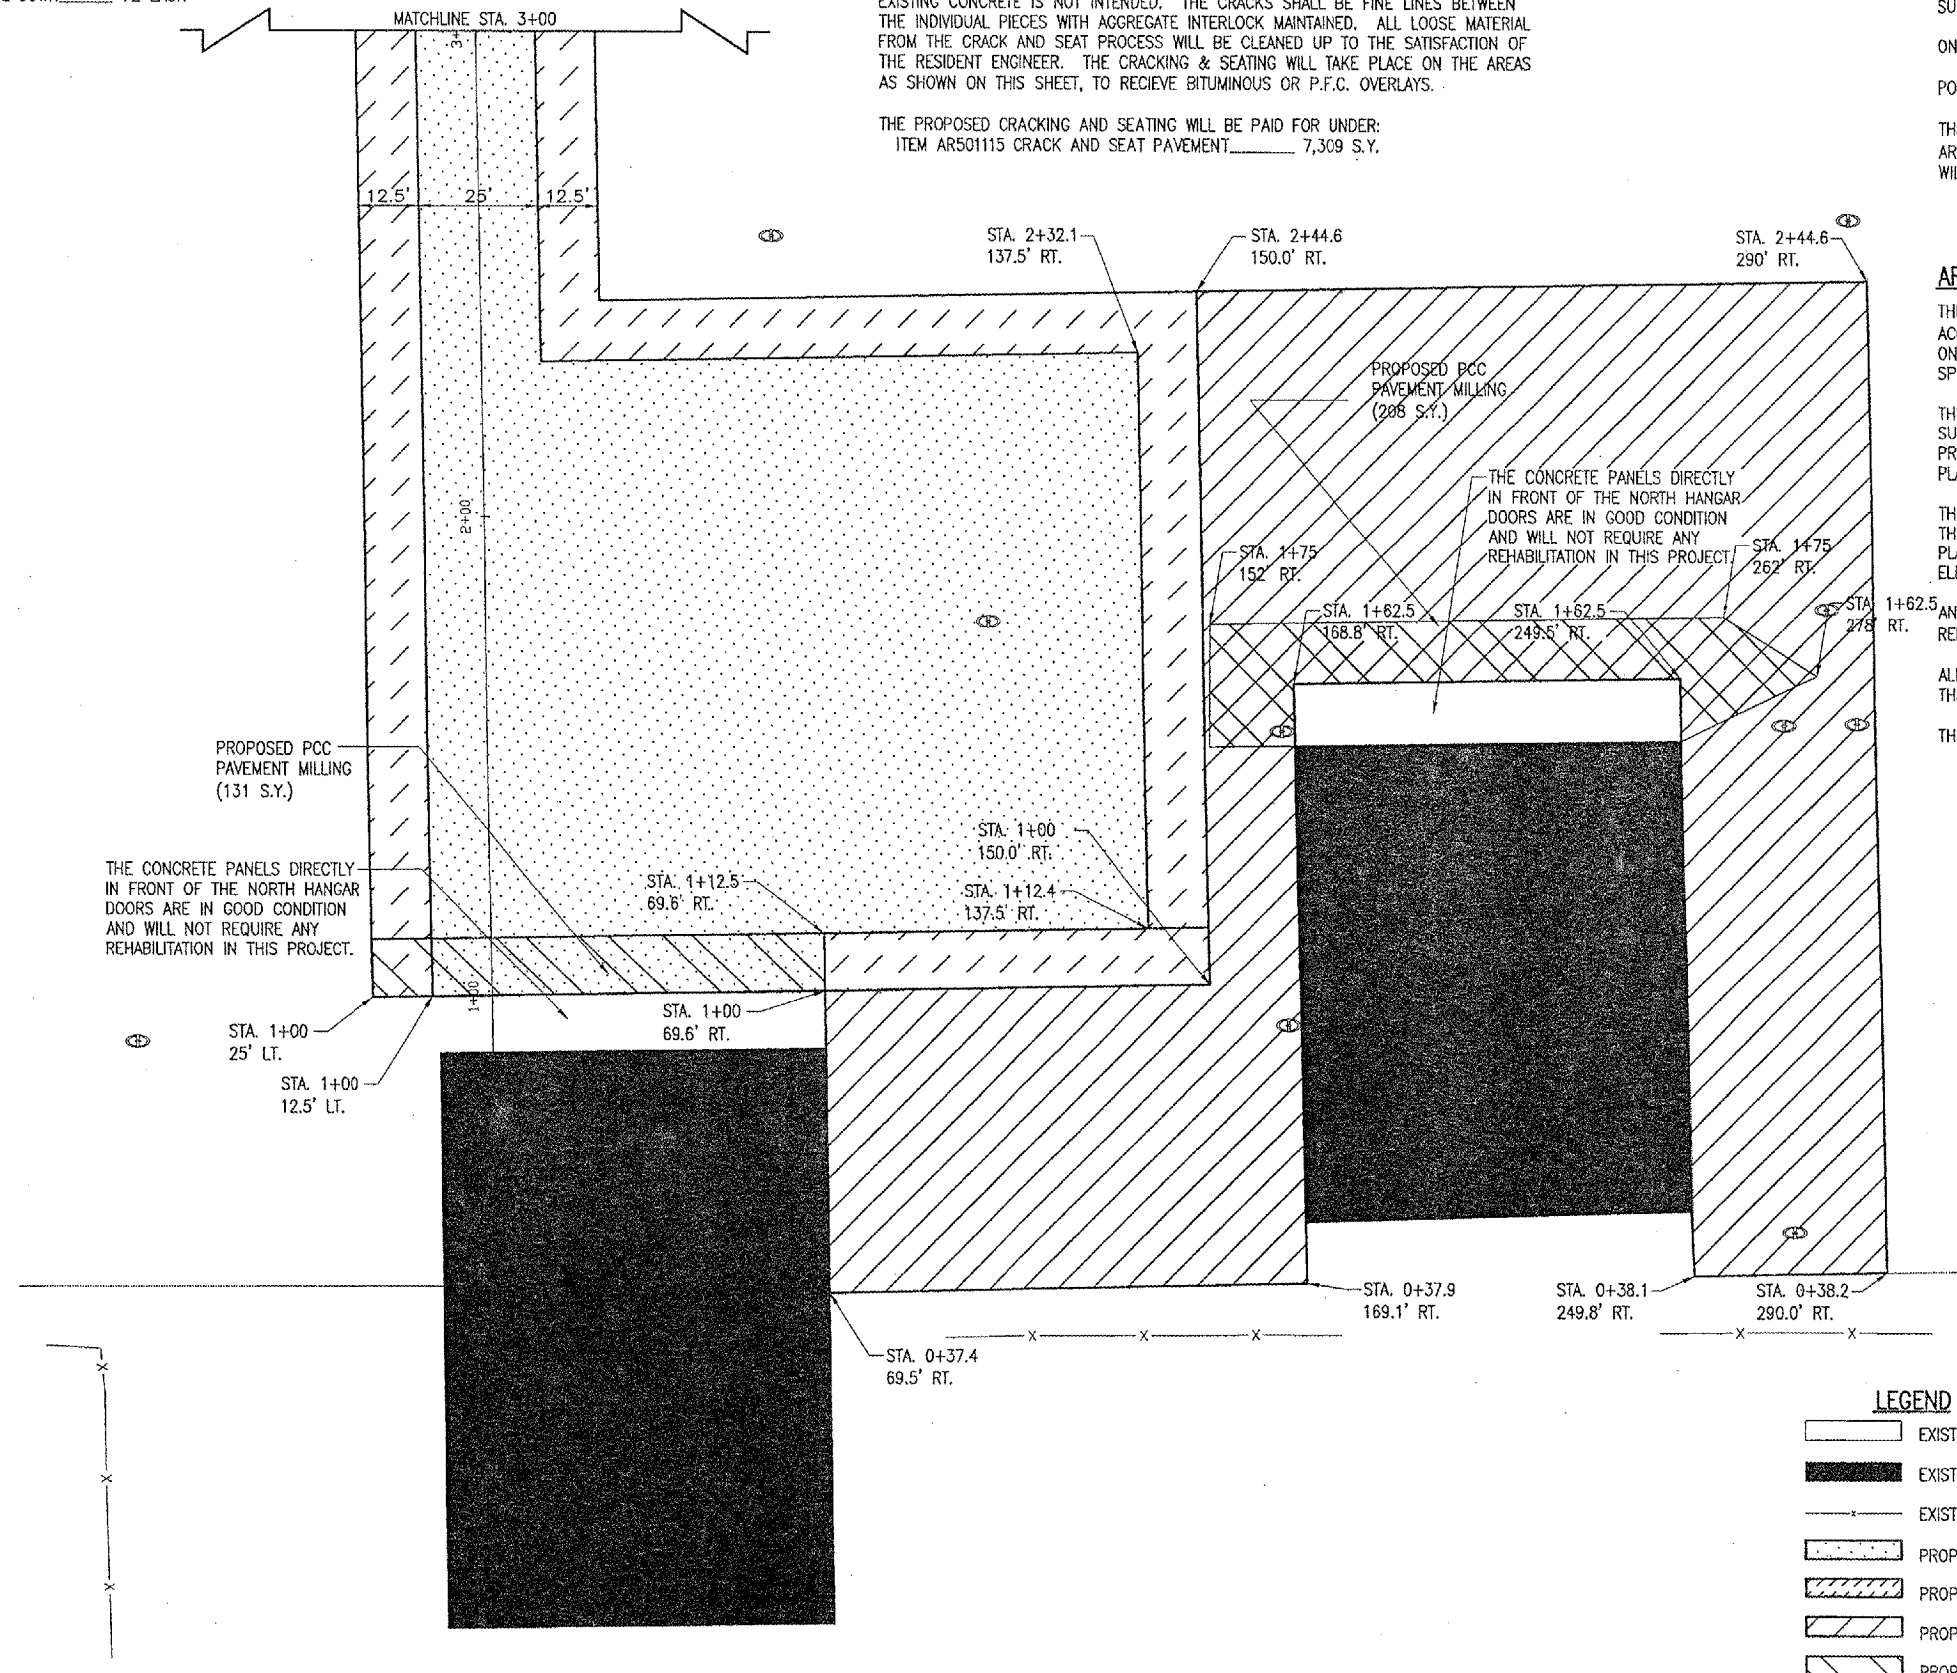 MATCHLINE STA. 3+00
EXISTING CONCRETE IS NOT INTENDED. THE CRACKS SHALL BE FINE LINES BETWEEN
THE INDIVIDUAL PIECES WITH AGGREGATE INTERLOCK MAINTAINED. ALL LOOSE MATERIAL
FROM THE CRACK AND SEAT PROCESS WILL BE CLEANED UP TO THE SATISFACTION OF
THE RESIDENT ENGINEER. THE CRACKING & SEATING WILL TAKE PLACE ON THE AREAS
AS SHOWN ON THIS SHEET, TO RECIEVE BITUMINOUS OR P.F.C. OVERLAYS.
THE PROPOSED CRACKING AND SEATING WILL BE PAID FOR UNDER:
ITEM AR501115 CRACK AND SEAT PAVEMENT______ 7,309 S.Y.
12.5'
25'
12.5'
STA. 2+32.1
137.5' RT.
STA. 2+44.6
150.0' RT.
STA. 2+44.6
290' RT.
PROPOSED PCC
PAVEMENT MILLING
(208 S.Y.)
THE CONCRETE PANELS DIRECTLY
IN FRONT OF THE NORTH HANGAR
DOORS ARE IN GOOD CONDITION
AND WILL NOT REQUIRE ANY
REHABILITATION IN THIS PROJECT.
2+00
STA. 1+75
152' RT.
STA. 1+75
262' RT.
STA. 1+62.5
168.8' RT.
STA. 1+62.5
249.5' RT.
STA. 1+62.5
278' RT.
PROPOSED PCC
PAVEMENT MILLING
(131 S.Y.)
THE CONCRETE PANELS DIRECTLY
IN FRONT OF THE NORTH HANGAR
DOORS ARE IN GOOD CONDITION
AND WILL NOT REQUIRE ANY
REHABILITATION IN THIS PROJECT.
STA. 1+00
150.0' RT.
STA. 1+12.5
69.6' RT.
STA. 1+12.4
137.5' RT.
1+00
STA. 1+00
69.6' RT.
STA. 1+00
25' LT.
STA. 1+00
12.5' LT.
STA. 0+37.9
169.1' RT.
STA. 0+38.1
249.8' RT.
STA. 0+38.2
290.0' RT.
STA. 0+37.4
69.5' RT.
LEGEND
EXIST
EXIST
EXIST
PROP
PROP
PROP